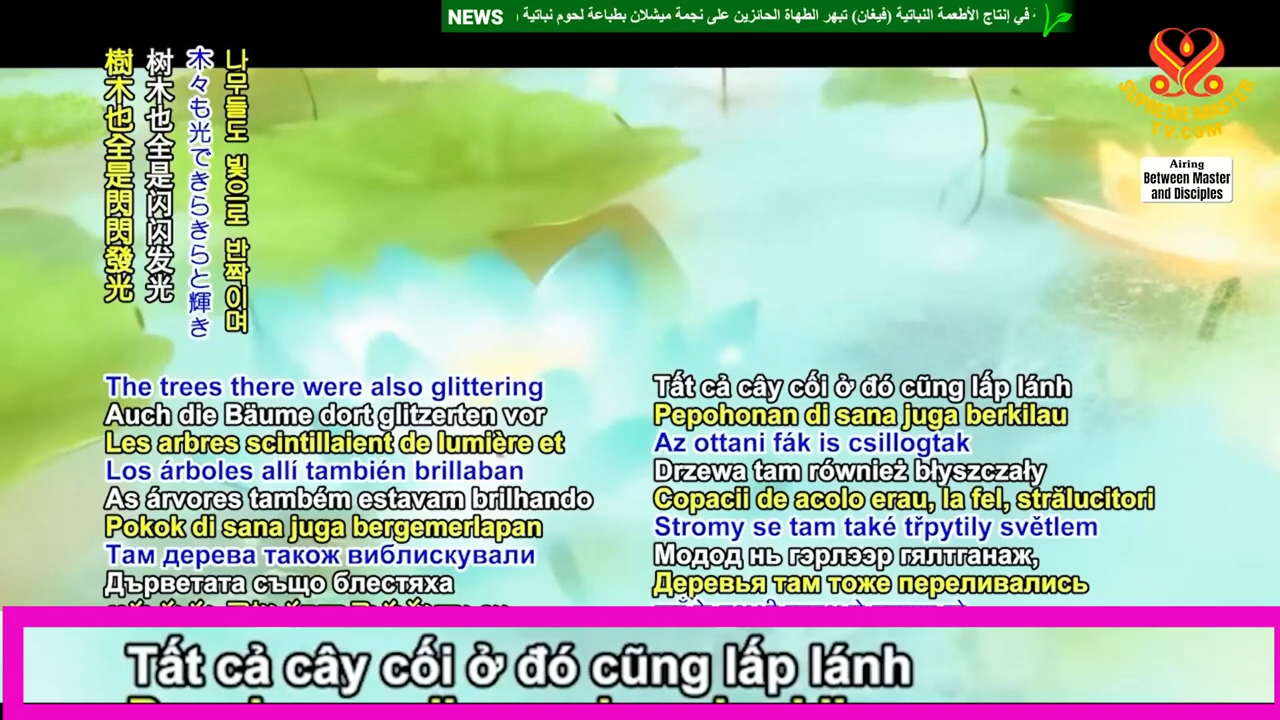 NEWS
في إنتاج الأطعمة النباتية (فيغان) تبهر الطهاة الحائزين على نجمة ميشلان بطباعة لحوم نباتية
SUPREME MASTER
TV.COM
Airing
Between Master
and Disciples
나무들도 빛으로 반짝이며
木々も光できらきらと輝き
树木也全是闪闪发光
樹木也全是閃閃發光
The trees there were also glittering
Auch die Bäume dort glitzerten vor
Les arbres scintillaient de lumière et
Los árboles allí también brillaban
As árvores também estavam brilhando
Pokok di sana juga bergemerlapan
Там дерева також виблискували
Дърветата също блестяха
Tất cả cây cối ở đó cũng lấp lánh
Pepohonan di sana juga berkilau
Az ottani fák is csillogtak
Drzewa tam również błyszczały
Copacii de acolo erau, la fel, strălucitori
Stromy se tam také třpytily světlem
Модод нь гэрлээр гялтганаж,
Деревья там тоже переливались
Tất cả cây cối ở đó cũng lấp lánh